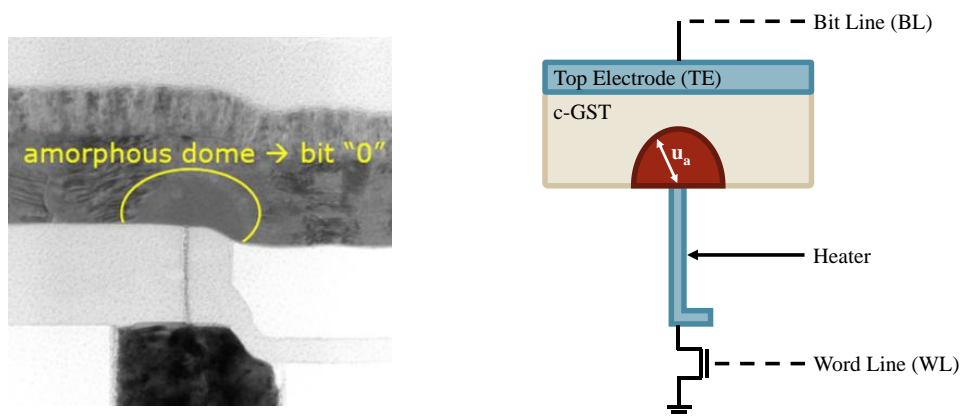 amorphous dome → bit “0”
Bit Line (BL)
Top Electrode (TE)
c-GST
uₐ
Heater
Word Line (WL)